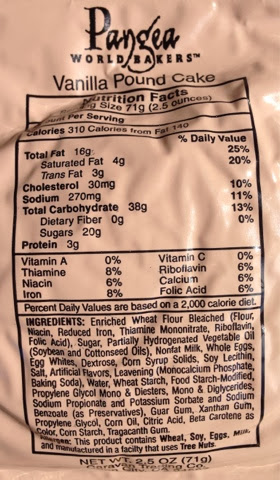 Pangea
WORLD BAKERS™
Vanilla Pound Cake
Nutrition Facts
g Size 71g (2.5 ounces)
Per Serving
Calories 310 Calories from Fat 140
% Daily Value
Total Fat 16g 25%
Saturated Fat 4g 20%
Trans Fat 3g
Cholesterol 30mg 10%
Sodium 270mg 11%
Total Carbohydrate 38g 13%
Dietary Fiber 0g 0%
Sugars 20g
Protein 3g
Vitamin A 0% Vitamin C 0%
Thiamine 8% Riboflavin 6%
Niacin 6% Calcium 6%
Iron 8% Folic Acid 6%
Percent Daily Values are based on a 2,000 calorie diet.
INGREDIENTS: Enriched Wheat Flour Bleached (Flour,
Niacin, Reduced Iron, Thiamine Mononitrate, Riboflavin,
Folic Acid), Sugar, Partially Hydrogenated Vegetable Oil
(Soybean and Cottonseed Oils), Nonfat Milk, Whole Eggs,
Egg Whites, Dextrose, Corn Syrup Solids, Soy Lecithin,
Salt, Artificial Flavors, Leavening (Monocalcium Phosphate,
Baking Soda), Water, Wheat Starch, Food Starch-Modified,
Propylene Glycol Mono & Diesters, Mono & Diglycerides,
Sodium Propionate and Potassium Sorbate and Sodium
Benzoate (as Preservatives), Guar Gum, Xanthan Gum,
Propylene Glycol, Corn Oil, Citric Acid, Beta Carotene as
Color, Corn Starch, Tragacanth Gum.
This product contains Wheat, Soy, Eggs, Milk,
and manufactured in a facility that uses Tree Nuts.
NET WT. 2.5 OZ (71g)
Trading Co.